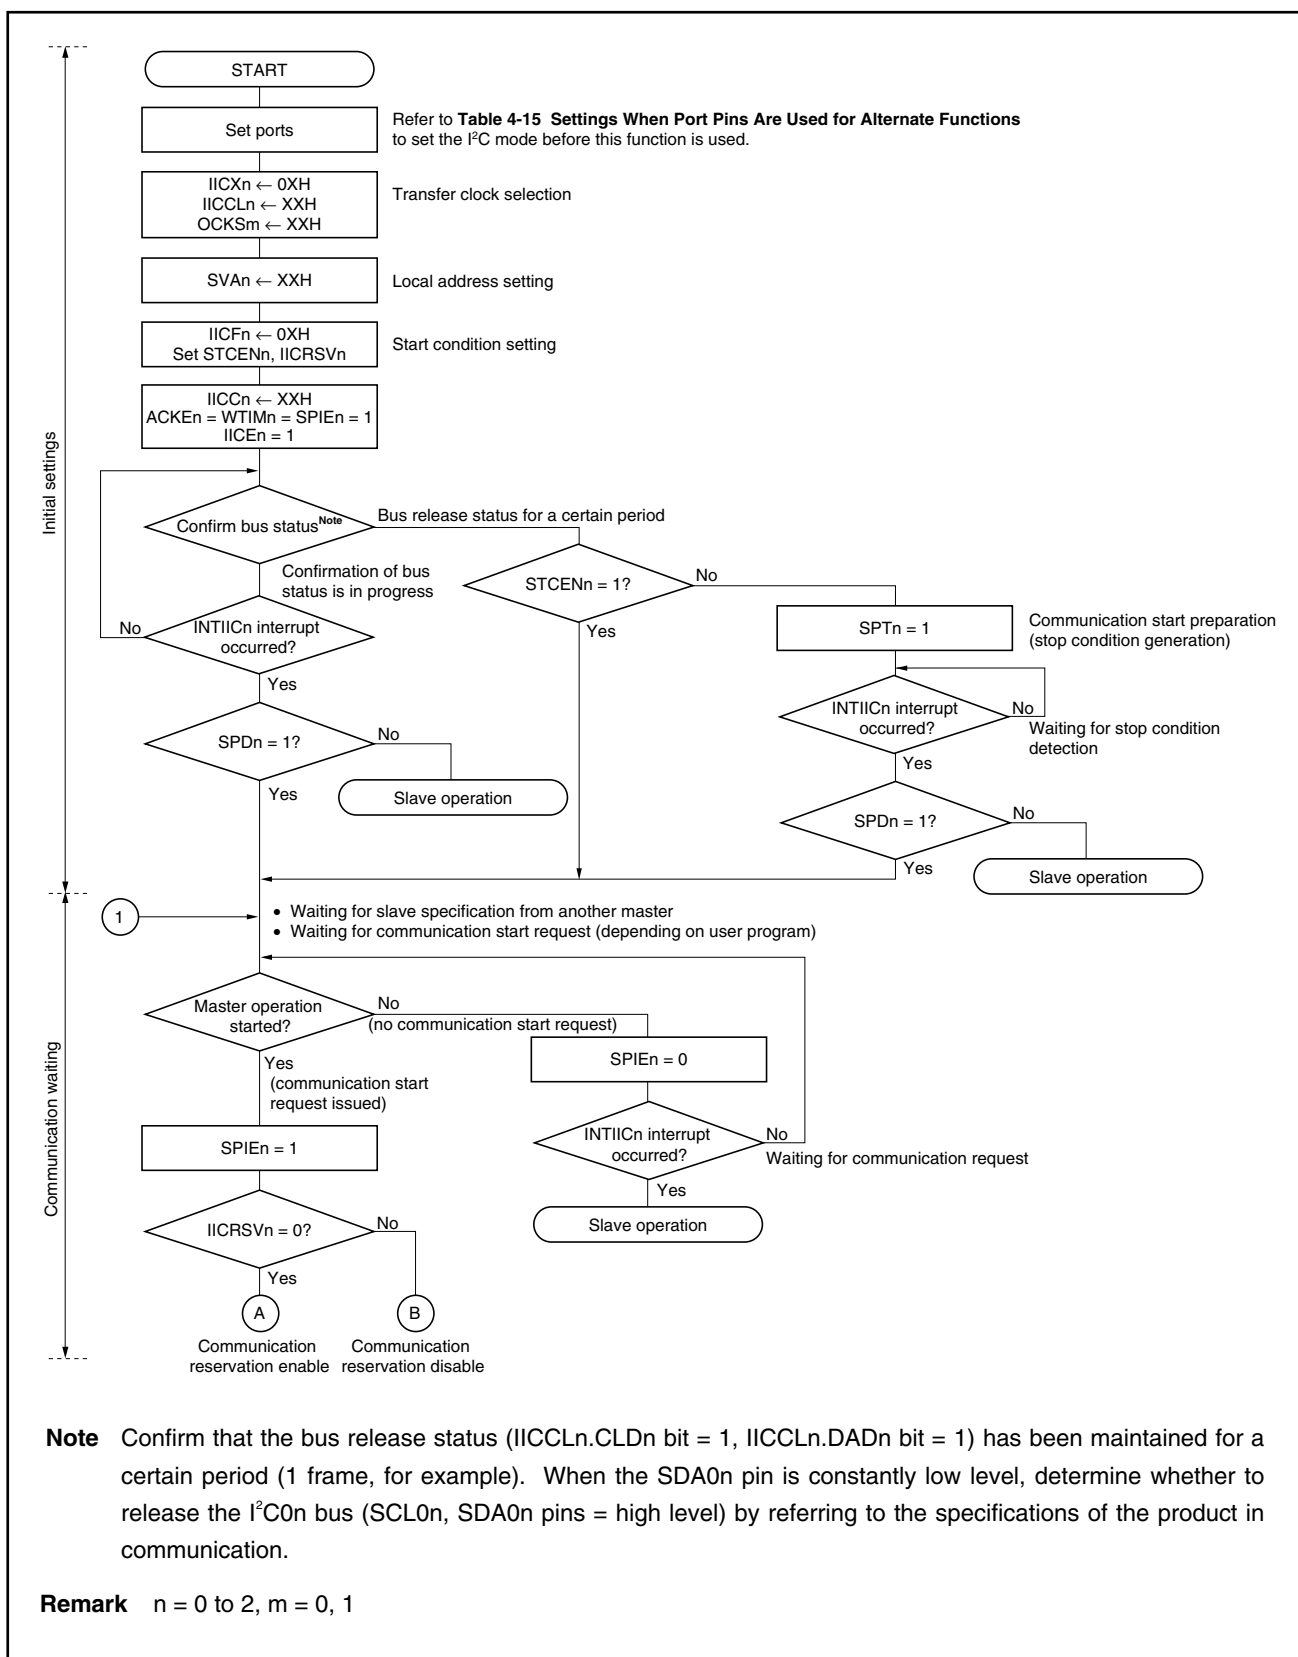 START
Set ports
Refer to Table 4-15 Settings When Port Pins Are Used for Alternate Functions
to set the I²C mode before this function is used.
IICXn ← 0XH
IICCLn ← XXH
OCKSm ← XXH
Transfer clock selection
SVAn ← XXH
Local address setting
IICFn ← 0XH
Set STCENn, IICRSVn
Start condition setting
IICCn ← XXH
ACKEn = WTIMn = SPIEn = 1
IICEn = 1
Initial settings
Confirm bus statusNote
Bus release status for a certain period
Confirmation of bus
status is in progress
STCENn = 1?
No
Yes
INTIICn interrupt
occurred?
No
Yes
SPTn = 1
Communication start preparation
(stop condition generation)
INTIICn interrupt
occurred?
No
Waiting for stop condition
detection
Yes
SPDn = 1?
No
Yes
Slave operation
SPDn = 1?
No
Yes
Slave operation
1
• Waiting for slave specification from another master
• Waiting for communication start request (depending on user program)
Communication waiting
Master operation
started?
No
(no communication start request)
Yes
(communication start
request issued)
SPIEn = 0
INTIICn interrupt
occurred?
No
Waiting for communication request
Yes
Slave operation
SPIEn = 1
IICRSVn = 0?
No
Yes
A
B
Communication
reservation enable
Communication
reservation disable
Note Confirm that the bus release status (IICCLn.CLDn bit = 1, IICCLn.DADn bit = 1) has been maintained for a
certain period (1 frame, for example). When the SDA0n pin is constantly low level, determine whether to
release the I²C0n bus (SCL0n, SDA0n pins = high level) by referring to the specifications of the product in
communication.
Remark n = 0 to 2, m = 0, 1